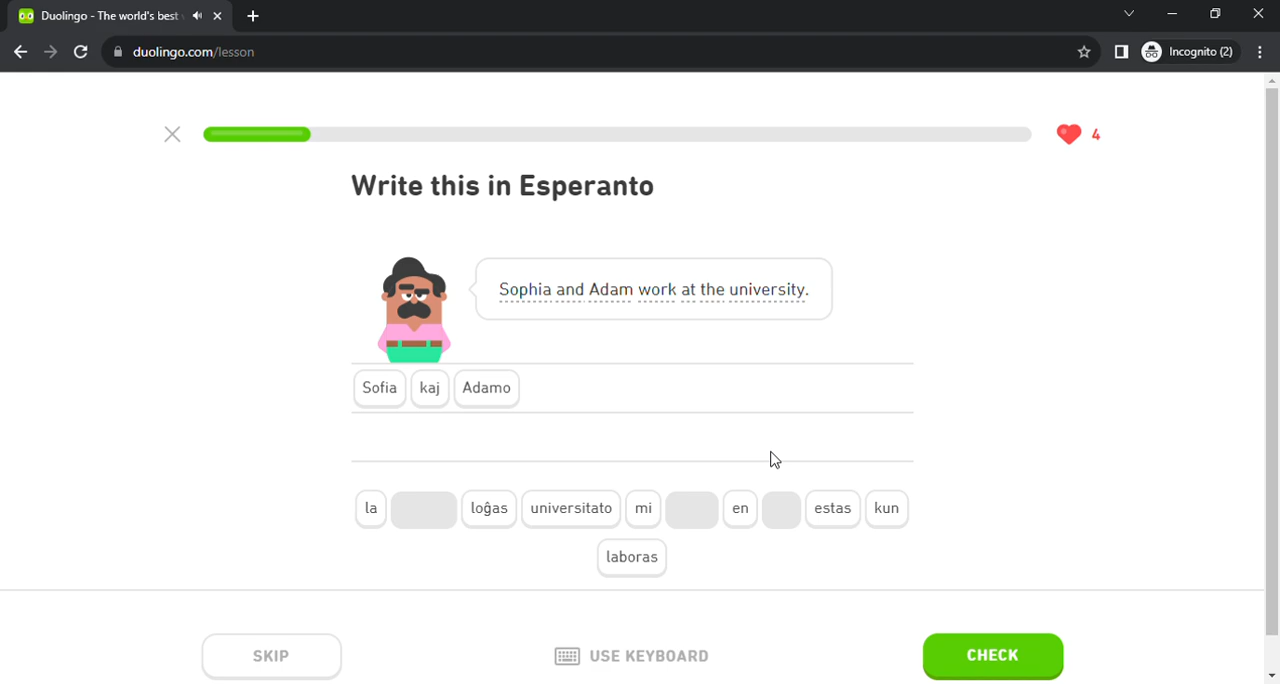 Duolingo - The world's best
duolingo.com/lesson
Incognito (2)
4
Write this in Esperanto
Sophia and Adam work at the university.
Sofia kaj Adamo
la loĝas universitato mi en estas kun
laboras
SKIP USE KEYBOARD CHECK